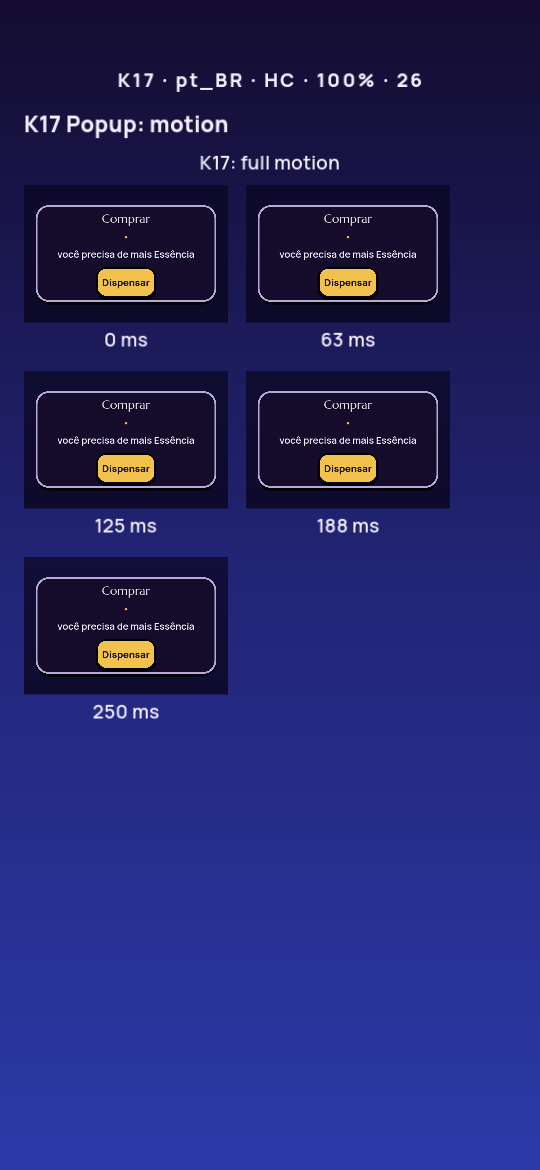 K17 · pt_BR · HC · 100% · 26
K17 Popup: motion
K17: full motion
Comprar
você precisa de mais Essência
Dispensar
0 ms
Comprar
você precisa de mais Essência
Dispensar
63 ms
Comprar
você precisa de mais Essência
Dispensar
125 ms
Comprar
você precisa de mais Essência
Dispensar
188 ms
Comprar
você precisa de mais Essência
Dispensar
250 ms